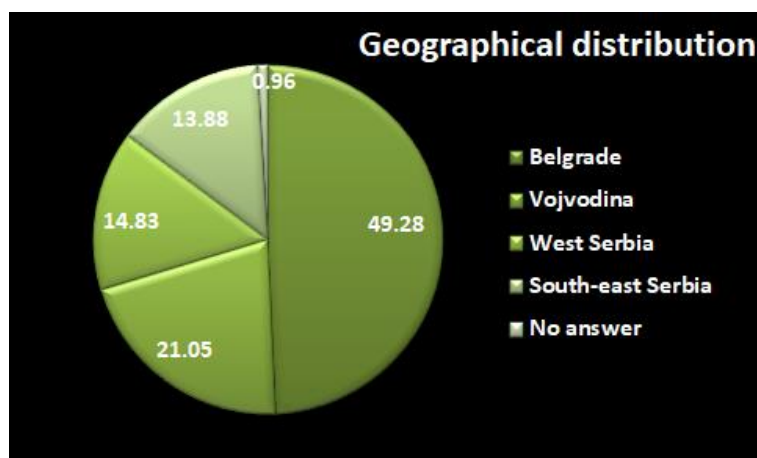 Geographical distribution
0.96
13.88
14.83
49.28
21.05
Belgrade
Vojvodina
West Serbia
South-east Serbia
No answer